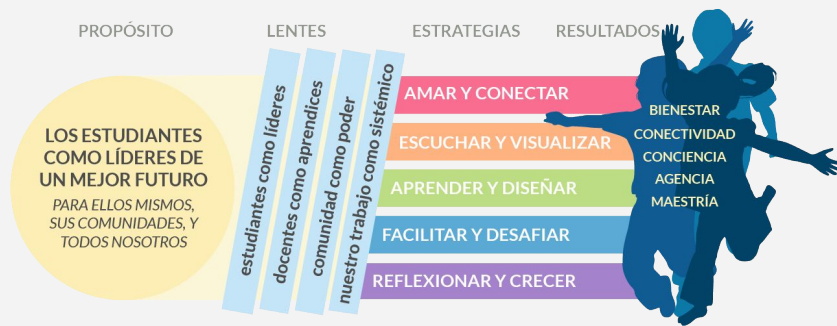 PROPÓSITO
LENTES
ESTRATEGIAS
RESULTADOS
LOS ESTUDIANTES
COMO LÍDERES DE
UN MEJOR FUTURO
PARA ELLOS MISMOS,
SUS COMUNIDADES, Y
TODOS NOSOTROS
estudiantes como líderes
docentes como aprendices
comunidad como poder
nuestro trabajo como sistémico
AMAR Y CONECTAR
ESCUCHAR Y VISUALIZAR
APRENDER Y DISEÑAR
FACILITAR Y DESAFIAR
REFLEXIONAR Y CRECER
BIENESTAR
CONECTIVIDAD
CONCIENCIA
AGENCIA
MAESTRÍA